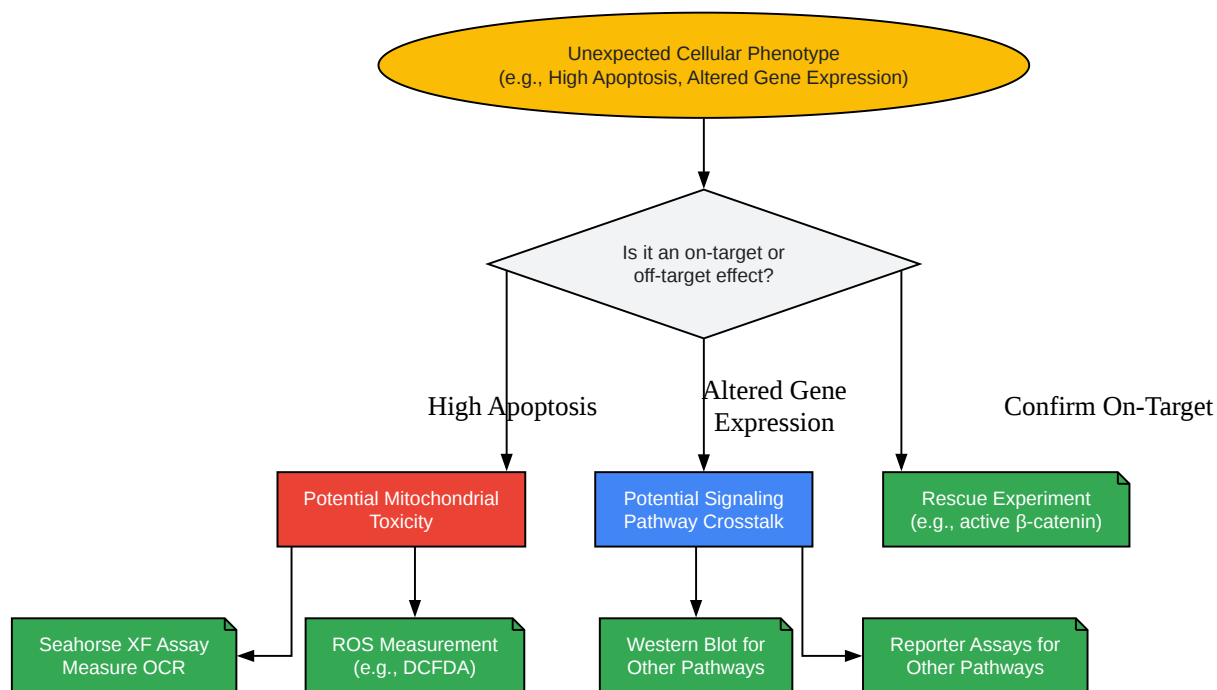 Unexpected Cellular Phenotype
(e.g., High Apoptosis, Altered Gene Expression)
Is it an on-target or
off-target effect?
High Apoptosis
Altered Gene
Expression
Confirm On-Target
Potential Mitochondrial
Toxicity
Potential Signaling
Pathway Crosstalk
Rescue Experiment
(e.g., active β-catenin)
Seahorse XF Assay
Measure OCR
ROS Measurement
(e.g., DCFDA)
Western Blot for
Other Pathways
Reporter Assays for
Other Pathways